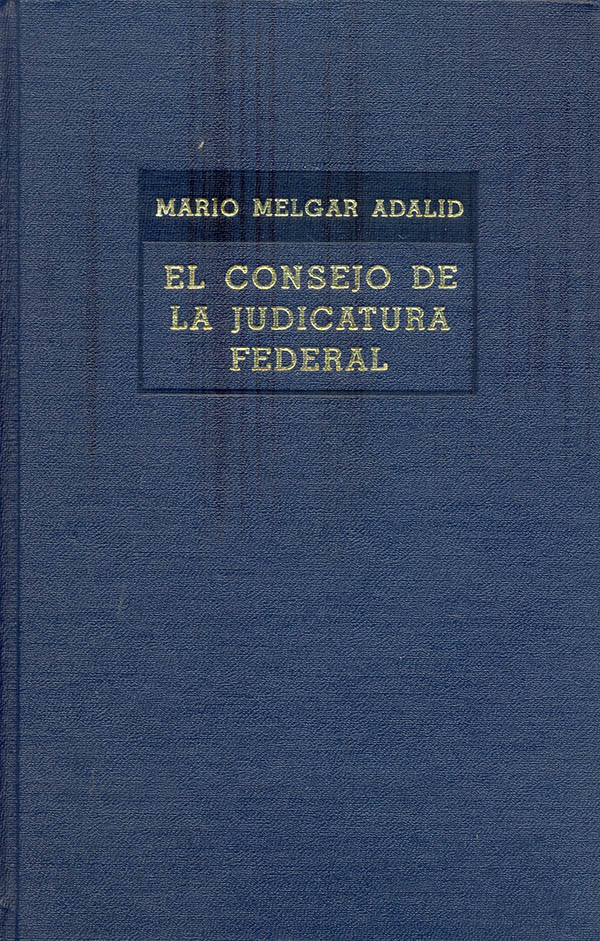 MARIO MELGAR ADALID
EL CONSEJO DE
LA JUDICATURA
FEDERAL